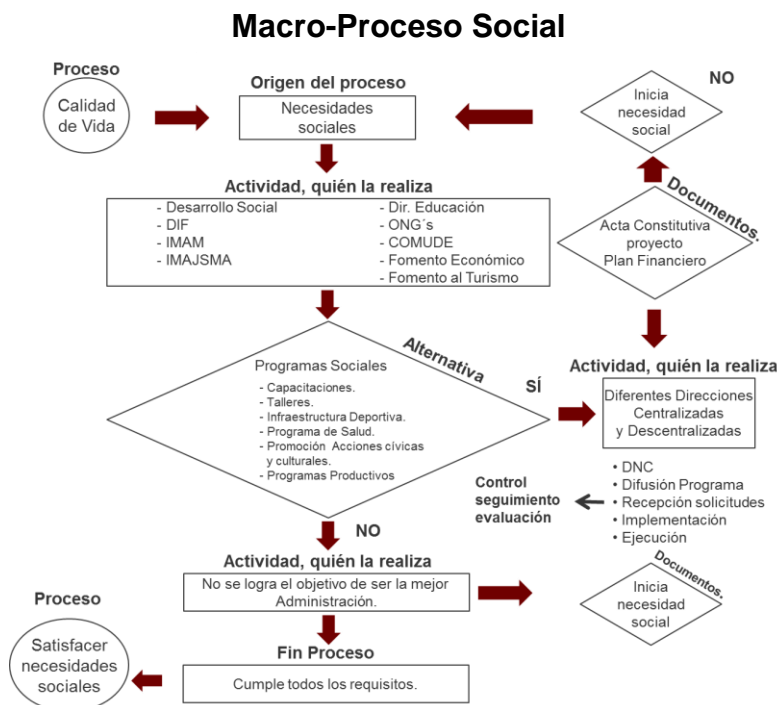 Macro-Proceso Social
Proceso
Calidad
de Vida
Origen del proceso
Necesidades
sociales
NO
Inicia
necesidad
social
Actividad, quién la realiza
- Desarrollo Social
- DIF
- IMAM
- IMAJSMA
- Dir. Educación
- ONG´s
- COMUDE
- Fomento Económico
- Fomento al Turismo
Documentos.
Acta Constitutiva
proyecto
Plan Financiero
Alternativa
Programas Sociales
- Capacitaciones.
- Talleres.
- Infraestructura Deportiva.
- Programa de Salud.
- Promoción Acciones cívicas
y culturales.
- Programas Productivos
SÍ
Actividad, quién la realiza
Diferentes Direcciones
Centralizadas
y Descentralizadas
• DNC
• Difusión Programa
• Recepción solicitudes
• Implementación
• Ejecución
Control
seguimiento
evaluación
NO
Actividad, quién la realiza
No se logra el objetivo de ser la mejor
Administración.
Documentos.
Inicia
necesidad
social
Fin Proceso
Cumple todos los requisitos.
Proceso
Satisfacer
necesidades
sociales